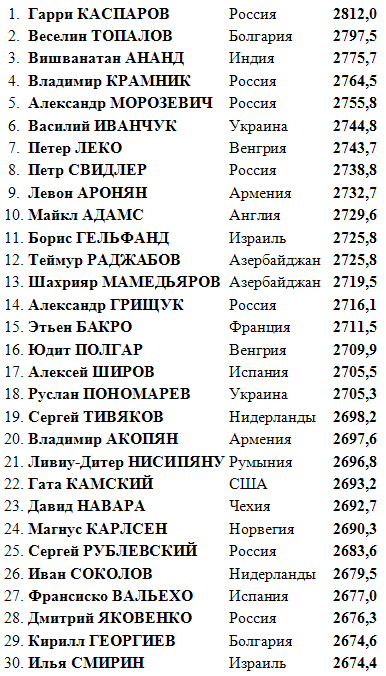 1. Гарри КАСПАРОВ Россия 2812,0
2. Веселин ТОПАЛОВ Болгария 2797,5
3. Вишванатан АНАНД Индия 2775,7
4. Владимир КРАМНИК Россия 2764,5
5. Александр МОРОЗЕВИЧ Россия 2755,8
6. Василий ИВАНЧУК Украина 2744,8
7. Петер ЛЕКО Венгрия 2743,7
8. Петр СВИДЛЕР Россия 2738,8
9. Левон АРОНЯН Армения 2732,7
10. Майкл АДАМС Англия 2729,6
11. Борис ГЕЛЬФАНД Израиль 2725,8
12. Теймур РАДЖАБОВ Азербайджан 2725,8
13. Шахрияр МАМЕДЬЯРОВ Азербайджан 2719,5
14. Александр ГРИЩУК Россия 2716,1
15. Этьен БАКРО Франция 2711,5
16. Юдит ПОЛГАР Венгрия 2709,9
17. Алексей ШИРОВ Испания 2705,5
18. Руслан ПОНОМАРЕВ Украина 2705,3
19. Сергей ТИВЯКОВ Нидерланды 2698,2
20. Владимир АКОПЯН Армения 2697,6
21. Ливиу-Дитер НИСИПЯНУ Румыния 2696,8
22. Гата КАМСКИЙ США 2693,2
23. Давид НАВАРА Чехия 2692,7
24. Магнус КАРЛСЕН Норвегия 2690,3
25. Сергей РУБЛЕВСКИЙ Россия 2683,6
26. Иван СОКОЛОВ Нидерланды 2679,5
27. Франсиско ВАЛЬЕХО Испания 2677,0
28. Дмитрий ЯКОВЕНКО Россия 2676,3
29. Кирилл ГЕОРГИЕВ Болгария 2674,6
30. Илья СМИРИН Израиль 2674,4